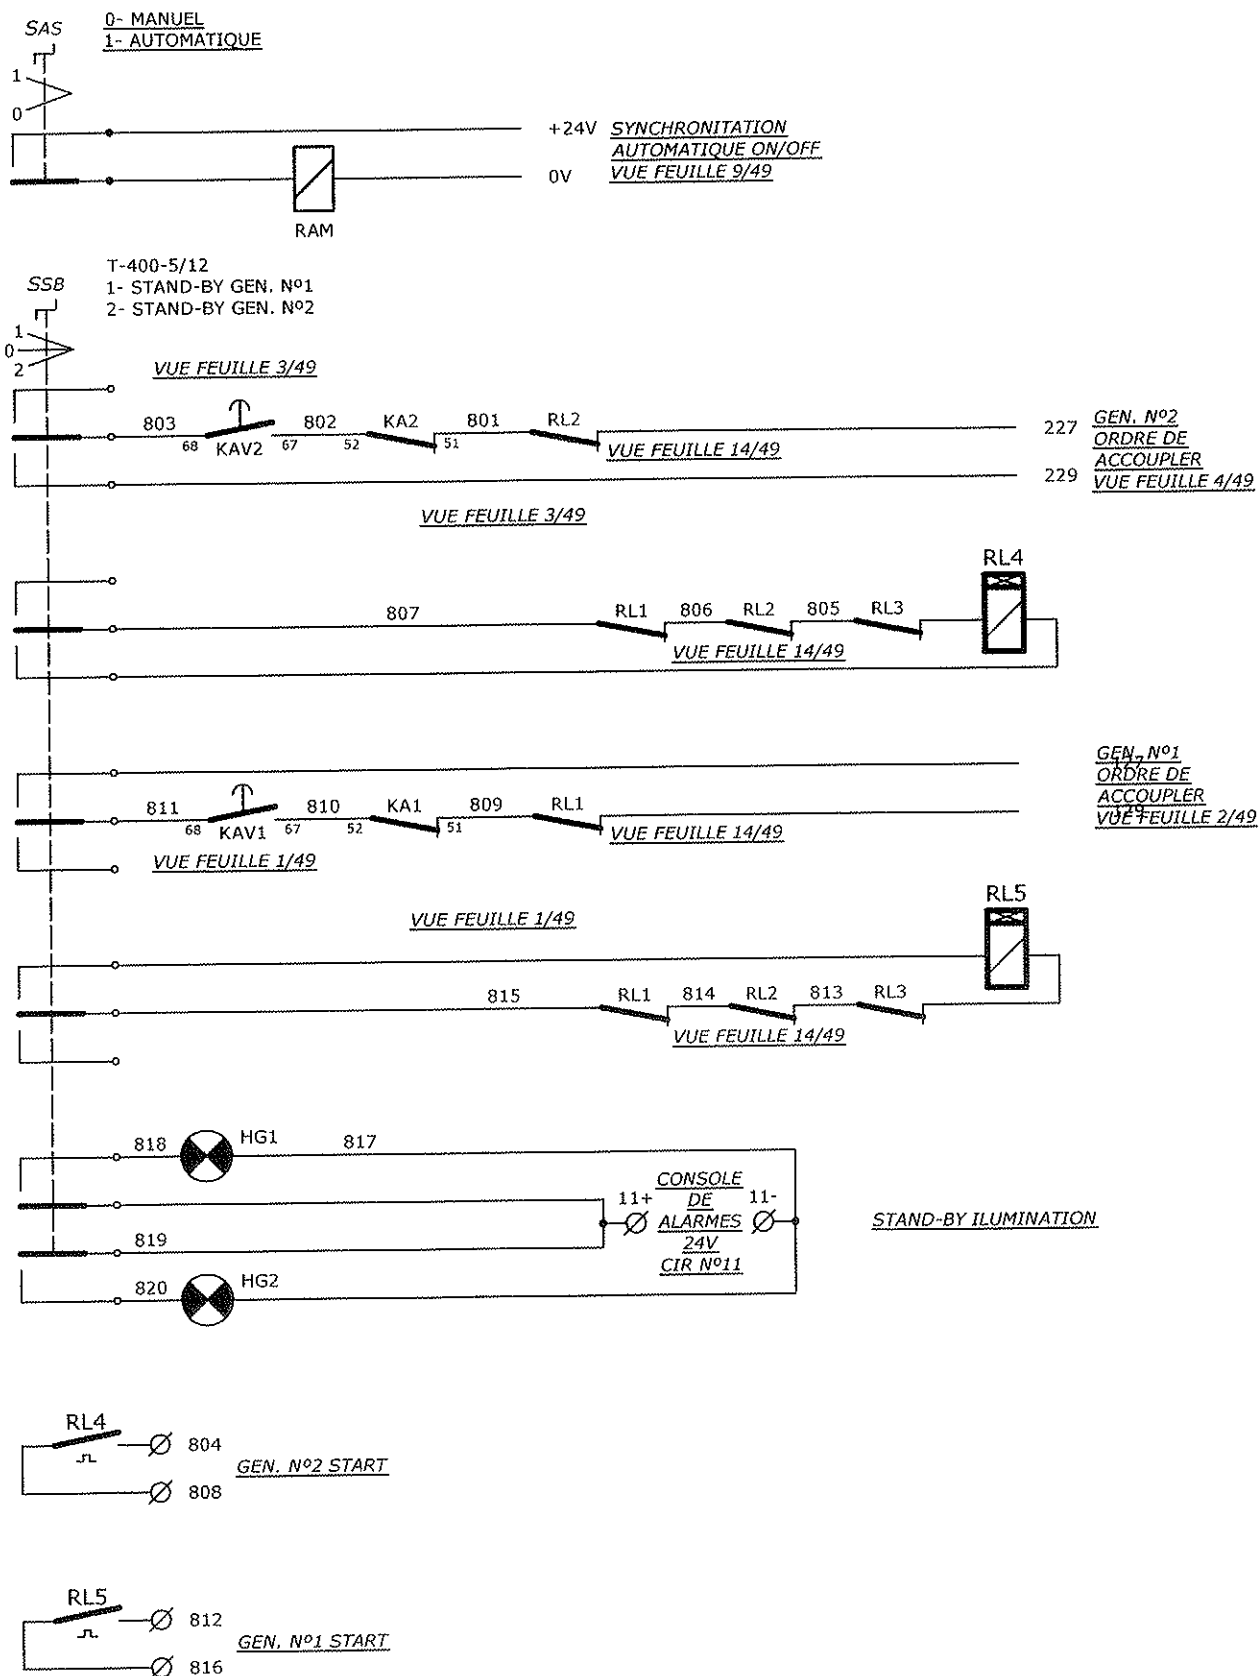 SAS
0- MANUEL
1- AUTOMATIQUE
1
0
+24V SYNCHRONITATION
AUTOMATIQUE ON/OFF
0V VUE FEUILLE 9/49
RAM
T-400-5/12
SSB
1- STAND-BY GEN. Nº1
2- STAND-BY GEN. Nº2
1
0
2
VUE FEUILLE 3/49
803 802 KA2 801 RL2
68 KAV2 67 52 51
VUE FEUILLE 14/49
227 GEN. Nº2
ORDRE DE
ACCOUPLER
229 VUE FEUILLE 4/49
VUE FEUILLE 3/49
RL4
807 RL1 806 RL2 805 RL3
VUE FEUILLE 14/49
GEN. Nº1
127
ORDRE DE
ACCOUPLER
129
VUE FEUILLE 2/49
811 810 KA1 809 RL1
68 KAV1 67 52 51
VUE FEUILLE 14/49
VUE FEUILLE 1/49
VUE FEUILLE 1/49
RL5
815 RL1 814 RL2 813 RL3
VUE FEUILLE 14/49
818 HG1 817
11+ CONSOLE 11-
DE
ALARMES
24V
CIR Nº11
STAND-BY ILUMINATION
819
820 HG2
RL4
804
GEN. Nº2 START
808
RL5
812
GEN. Nº1 START
816